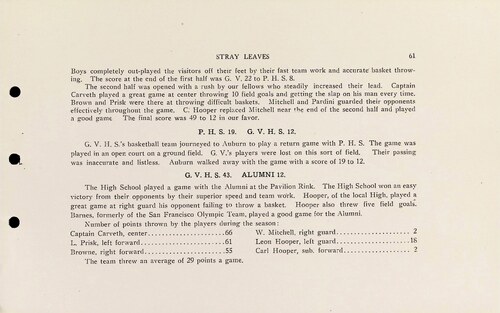 STRAY LEAVES 61
Boys completely out-played the visitors off their feet by their fast team work and accurate basket throw-
ing. The score at the end of the first half was G. V. 22 to P. H. S. 8.
The second half was opened with a rush by our fellows who steadily increased their lead. Captain
Carveth played a great game at center throwing 10 field goals and getting the slap on his man every time.
Brown and Prisk were there at throwing difficult baskets. Mitchell and Pardini guarded their opponents
effectively throughout the game. C. Hooper replaced Mitchell near the end of the second half and played
a good game The final score was 49 to 12 in our favor.
P. H. S. 19. G. V. H. S. 12.
G. V. H. S.'s basketball team journeyed to Auburn to play a return game with P. H. S. The game was
played in an open court on a ground field. G. V.'s players were lost on this sort of field. Their passing
was inaccurate and listless. Auburn walked away with the game with a score of 19 to 12.
G. V. H. S. 43. ALUMNI 12.
The High School played a game with the Alumni at the Pavilion Rink. The High School won an easy
victory from their opponents by their superior speed and team work. Hooper, of the local High, played a
great game at right guard his opponent failing to throw a basket. Hooper also threw five field goals.
Barnes, formerly of the San Francisco Olympic Team, played a good game for the Alumni.
Number of points thrown by the players during the season:
Captain Carveth, center........................66 W. Mitchell, right guard........................ 2
L. Prisk, left forward..........................61 Leon Hooper, left guard........................18
Browne, right forward........................55 Carl Hooper, sub. forward.................... 2
The team threw an average of 29 points a game.